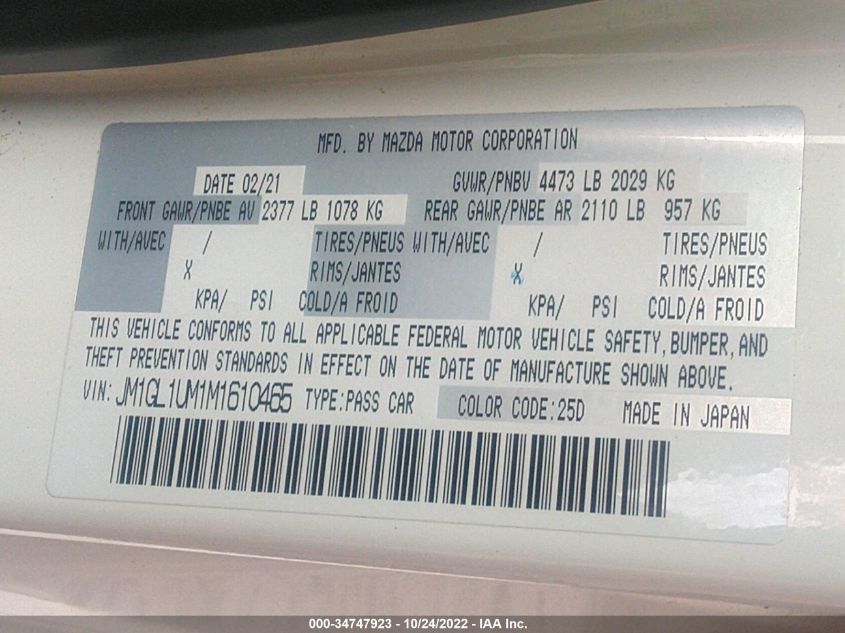 MFD. BY MAZDA MOTOR CORPORATION
DATE 02/21 GVWR/PNBV 4473 LB 2029 KG
FRONT GAWR/PNBE AV 2377 LB 1078 KG REAR GAWR/PNBE AR 2110 LB 957 KG
WITH/AVEC / TIRES/PNEUS WITH/AVEC / TIRES/PNEUS
X RIMS/JANTES X RIMS/JANTES
KPA/ PSI COLD/A FROID KPA/ PSI COLD/A FROID
THIS VEHICLE CONFORMS TO ALL APPLICABLE FEDERAL MOTOR VEHICLE SAFETY, BUMPER, AND
THEFT PREVENTION STANDARDS IN EFFECT ON THE DATE OF MANUFACTURE SHOWN ABOVE.
VIN: JM1GL1UM1M1610465 TYPE:PASS CAR COLOR CODE:25D MADE IN JAPAN
000-34747923 - 10/24/2022 - IAA Inc.